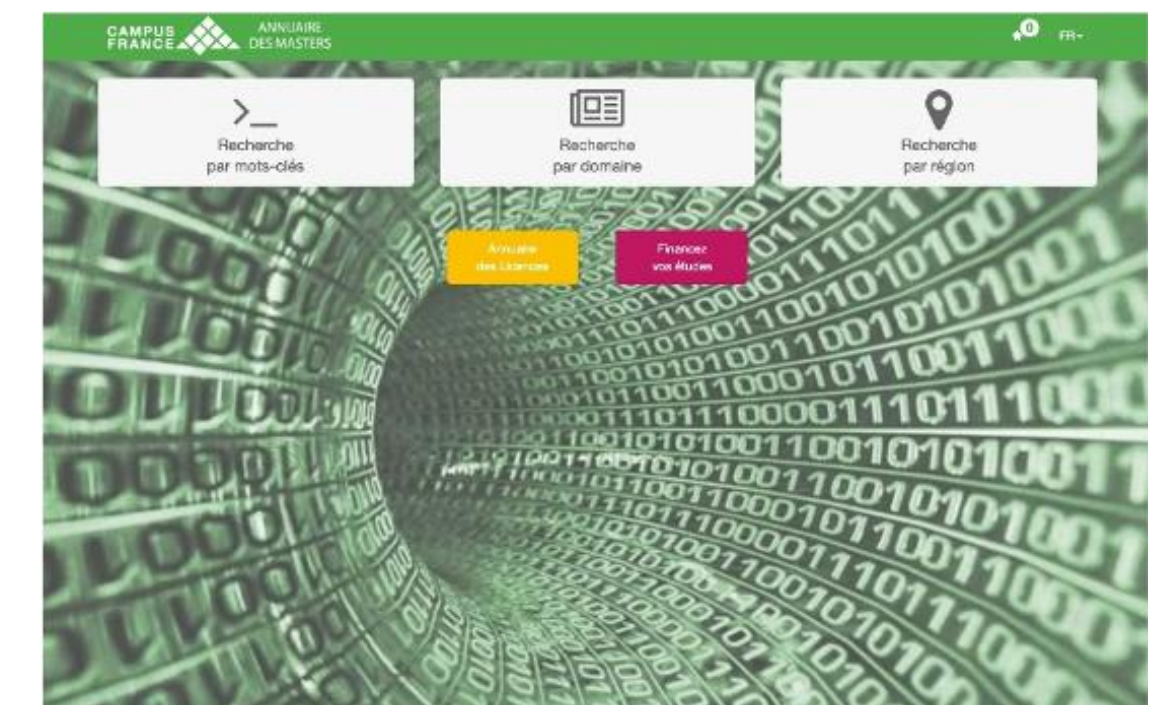 CAMPUS
FRANCE
ANNUAIRE
DES MASTERS
0
FR
Recherche
par mots-clés
Recherche
par domaine
Recherche
par région
Annuaire
des Licences
Financez
vos études